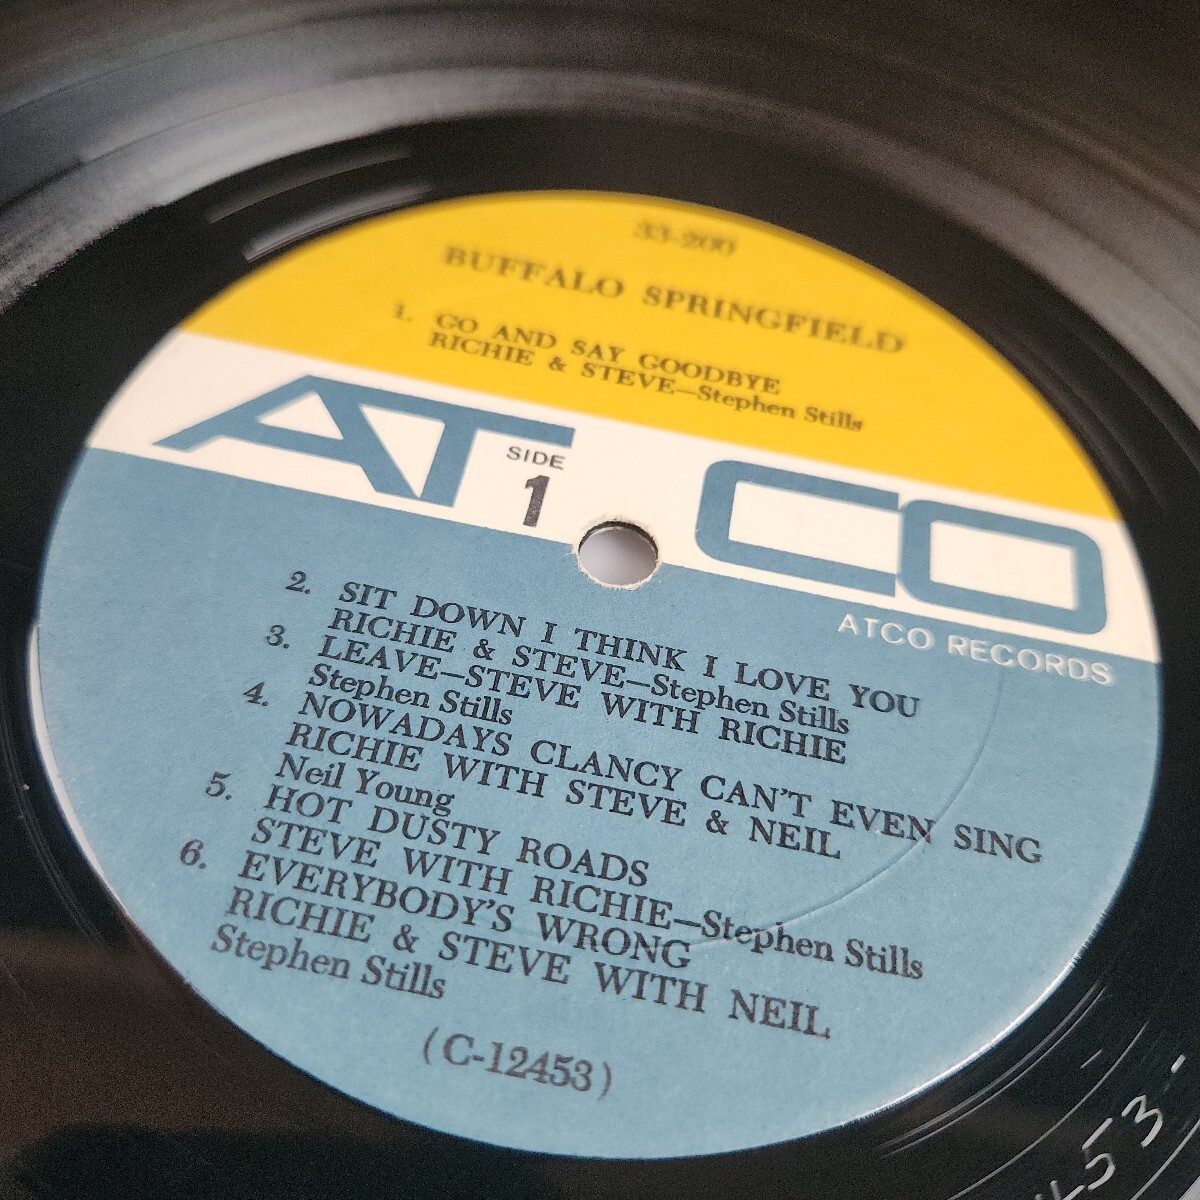 33-200
BUFFALO SPRINGFIELD
1. GO AND SAY GOODBYE
RICHIE & STEVE—Stephen Stills
ATCO
SIDE
1
ATCO RECORDS
2. SIT DOWN I THINK I LOVE YOU
RICHIE & STEVE—Stephen Stills
3. LEAVE—STEVE WITH RICHIE
Stephen Stills
4. NOWADAYS CLANCY CAN'T EVEN SING
RICHIE WITH STEVE & NEIL
Neil Young
5. HOT DUSTY ROADS
STEVE WITH RICHIE—Stephen Stills
6. EVERYBODY'S WRONG
RICHIE & STEVE WITH NEIL
Stephen Stills
(C-12453)